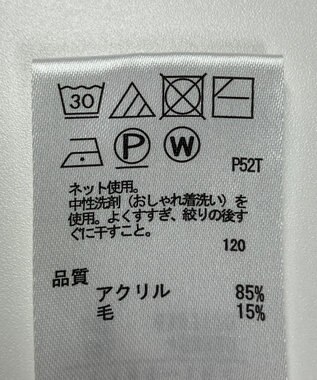 30
P W
P52T
ネット使用。
中性洗剤（おしゃれ着洗い）を
使用。よくすすぎ、絞りの後す
ぐに干すこと。
120
品質
アクリル 85%
毛 15%